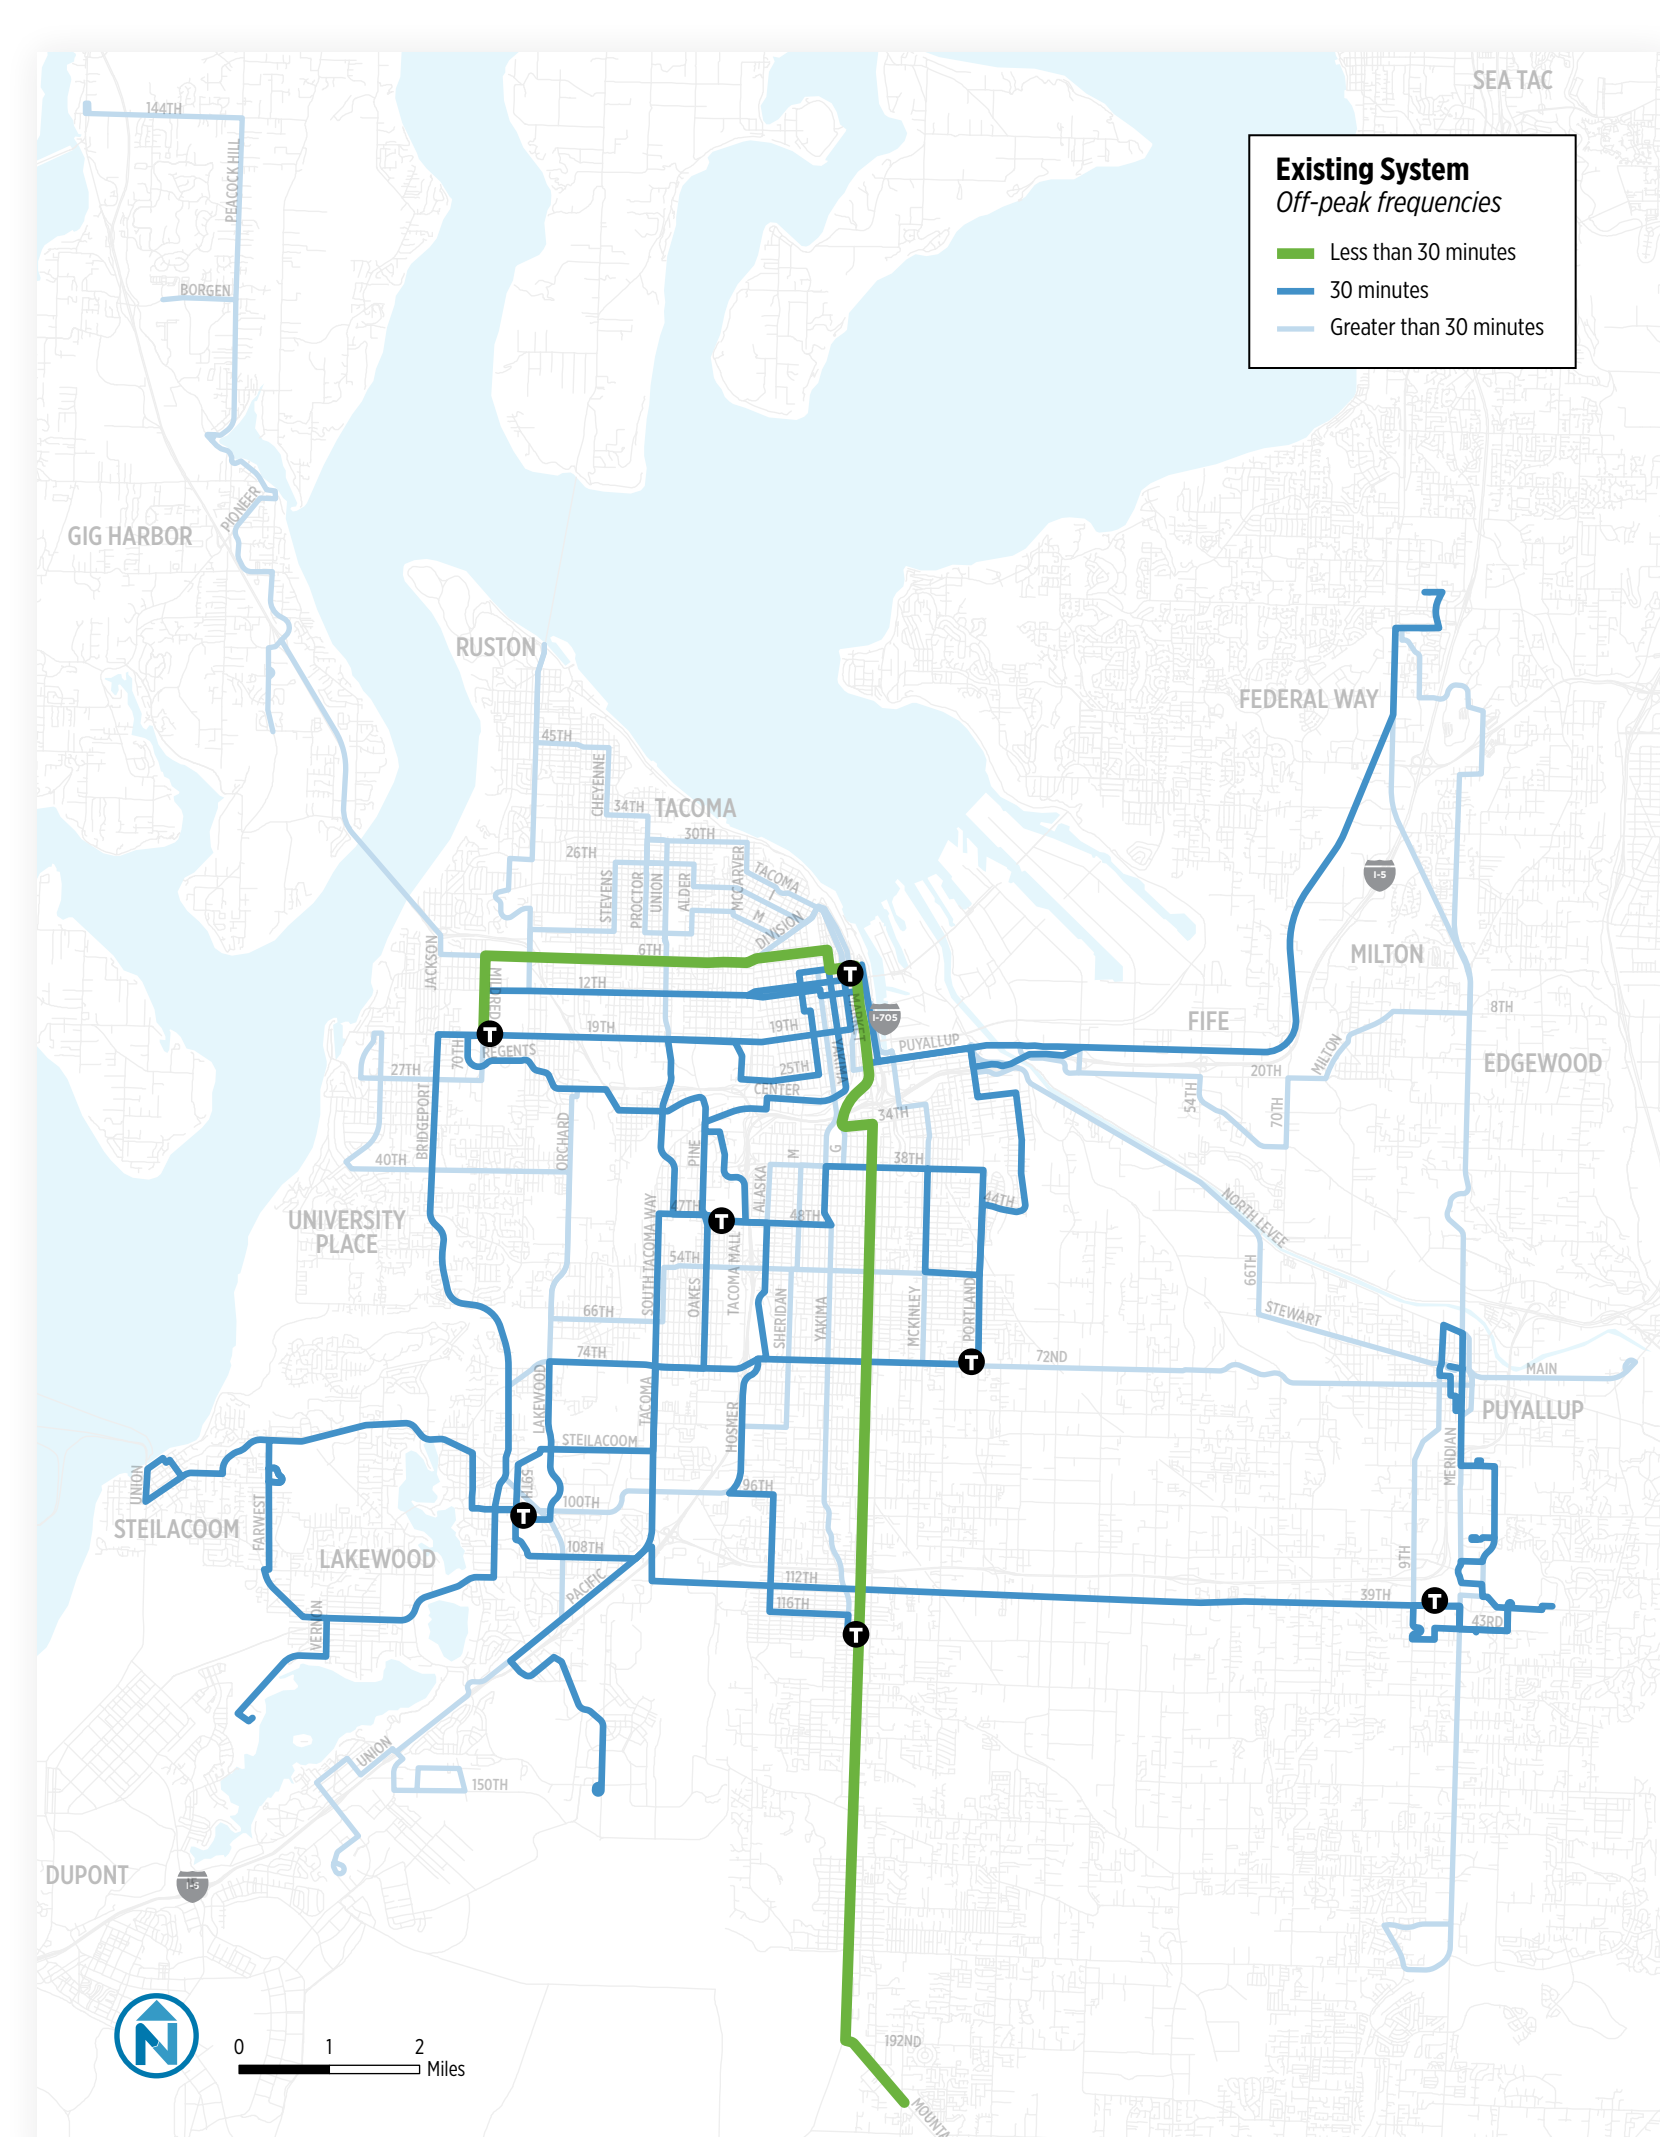 SEA TAC
Existing System
Off-peak frequencies
Less than 30 minutes
30 minutes
Greater than 30 minutes
144TH
PEACOCK HILL
BORGEN
PIONEER
GIG HARBOR
RUSTON
FEDERAL WAY
45TH
CHEYENNE
34TH
TACOMA
30TH
26TH
STEVENS
PROCTOR
UNION
ALDER
MCCARVER
TACOMA
I
M
DIVISION
I-5
JACKSON
6TH
MILTON
MILDRED
12TH
T
MARKET
I-705
8TH
T
19TH
19TH
FIFE
70TH
REGENTS
PUYALLUP
YAKIMA
MILTON
EDGEWOOD
27TH
25TH
20TH
CENTER
BRIDGEPORT
ORCHARD
34TH
54TH
70TH
PINE
M
G
40TH
38TH
ALASKA
44TH
NORTH LEVEE
UNIVERSITY
PLACE
SOUTH TACOMA WAY
47TH
T
48TH
54TH
OAKES
TACOMA MALL
66TH
SHERIDAN
YAKIMA
MCKINLEY
PORTLAND
66TH
STEWART
74TH
T
72ND
MAIN
LAKEWOOD
TACOMA
HOSMER
PUYALLUP
STEILACOOM
MERIDIAN
UNION
59TH
96TH
FARWEST
100TH
STEILACOOM
T
LAKEWOOD
108TH
9TH
PACIFIC
112TH
39TH
T
116TH
43RD
VERNON
T
UNION
150TH
DUPONT
I-5
N
0 1 2
Miles
192ND
MOUNTA